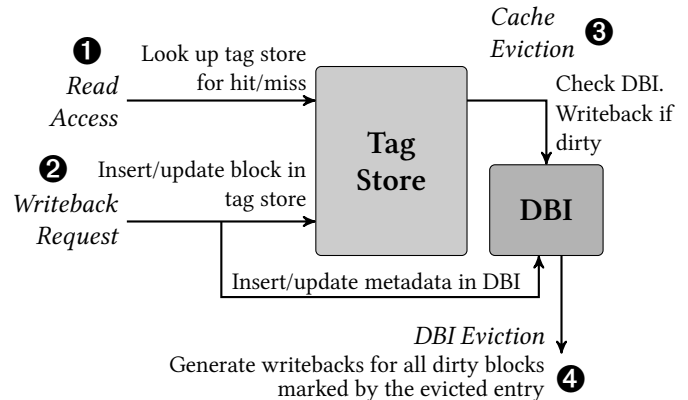 Cache
Eviction
❸
❶
Read
Access
Look up tag store
for hit/miss
Check DBI.
Writeback if
dirty
Tag
Store
❷
Writeback
Request
Insert/update block in
tag store
DBI
Insert/update metadata in DBI
DBI Eviction
Generate writebacks for all dirty blocks
marked by the evicted entry
❹